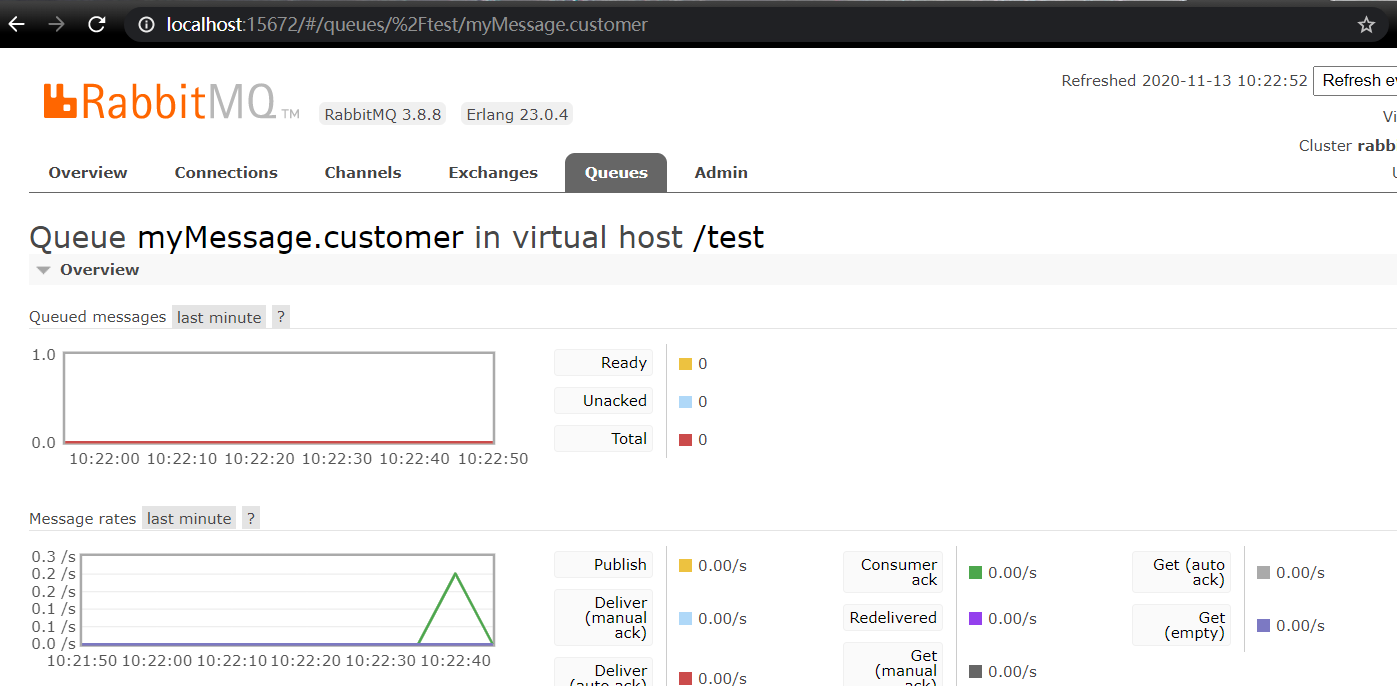 localhost:15672/#/queues/%2Ftest/myMessage.customer
Refreshed 2020-11-13 10:22:52 Refresh ev
RabbitMQ TM RabbitMQ 3.8.8 Erlang 23.0.4
Vi
Cluster rabb
Overview Connections Channels Exchanges Queues Admin
Queue myMessage.customer in virtual host /test
Overview
Queued messages last minute ?
1.0
0.0
10:22:00 10:22:10 10:22:20 10:22:30 10:22:40 10:22:50
Ready 0
Unacked 0
Total 0
Message rates last minute ?
0.3 /s
0.2 /s
0.2 /s
0.1 /s
0.1 /s
0.0 /s
10:21:50 10:22:00 10:22:10 10:22:20 10:22:30 10:22:40
Publish 0.00/s
Deliver
(manual
ack) 0.00/s
Deliver
(auto ack) 0.00/s
Consumer
ack 0.00/s
Redelivered 0.00/s
Get
(manual
ack) 0.00/s
Get (auto
ack) 0.00/s
Get
(empty) 0.00/s